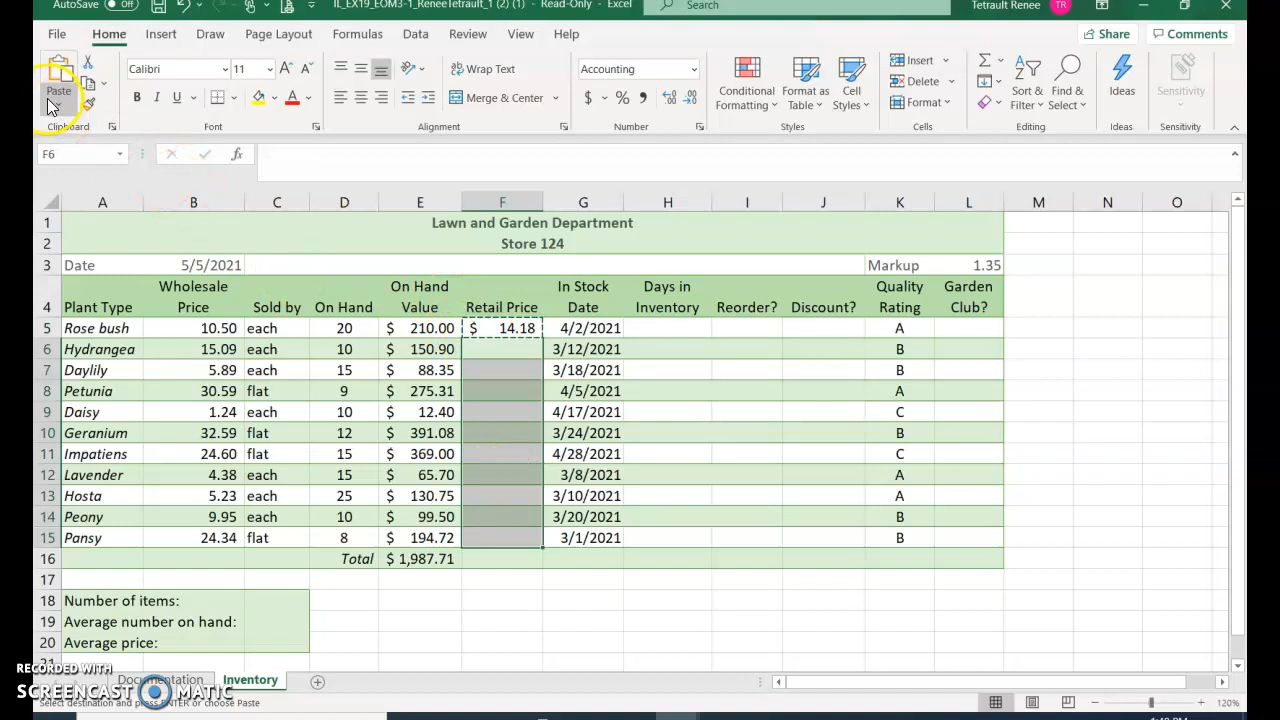 AutoSave Off IL_EX19_EOM3-1_ReneeTetrault_1 (2) (1) - Read-Only - Excel Search Tetrault Renee TR
File Home Insert Draw Page Layout Formulas Data Review View Help Share Comments
Paste Calibri 11 Wrap Text Accounting Insert
B I U A Merge & Center $ % 9 Conditional Formatting Format as Table Cell Styles Delete Format Sort & Filter Find & Select Ideas Sensitivity
Clipboard Font Alignment Number Styles Cells Editing Ideas Sensitivity
F6 fx
A B C D E F G H I J K L M N O
1 Lawn and Garden Department
2 Store 124
3 Date 5/5/2021 Markup 1.35
Wholesale On Hand In Stock Days in Quality Garden
4 Plant Type Price Sold by On Hand Value Retail Price Date Inventory Reorder? Discount? Rating Club?
5 Rose bush 10.50 each 20 $ 210.00 $ 14.18 4/2/2021 A
6 Hydrangea 15.09 each 10 $ 150.90 3/12/2021 B
7 Daylily 5.89 each 15 $ 88.35 3/18/2021 B
8 Petunia 30.59 flat 9 $ 275.31 4/5/2021 A
9 Daisy 1.24 each 10 $ 12.40 4/17/2021 C
10 Geranium 32.59 flat 12 $ 391.08 3/24/2021 B
11 Impatiens 24.60 flat 15 $ 369.00 4/28/2021 C
12 Lavender 4.38 each 15 $ 65.70 3/8/2021 A
13 Hosta 5.23 each 25 $ 130.75 3/10/2021 A
14 Peony 9.95 each 10 $ 99.50 3/20/2021 B
15 Pansy 24.34 flat 8 $ 194.72 3/1/2021 B
16 Total $ 1,987.71
17
18 Number of items:
19 Average number on hand:
20 Average price:
21
RECORDED WITH
SCREENCAST MATIC
Documentation Inventory
Select destination and press ENTER or choose Paste 120%